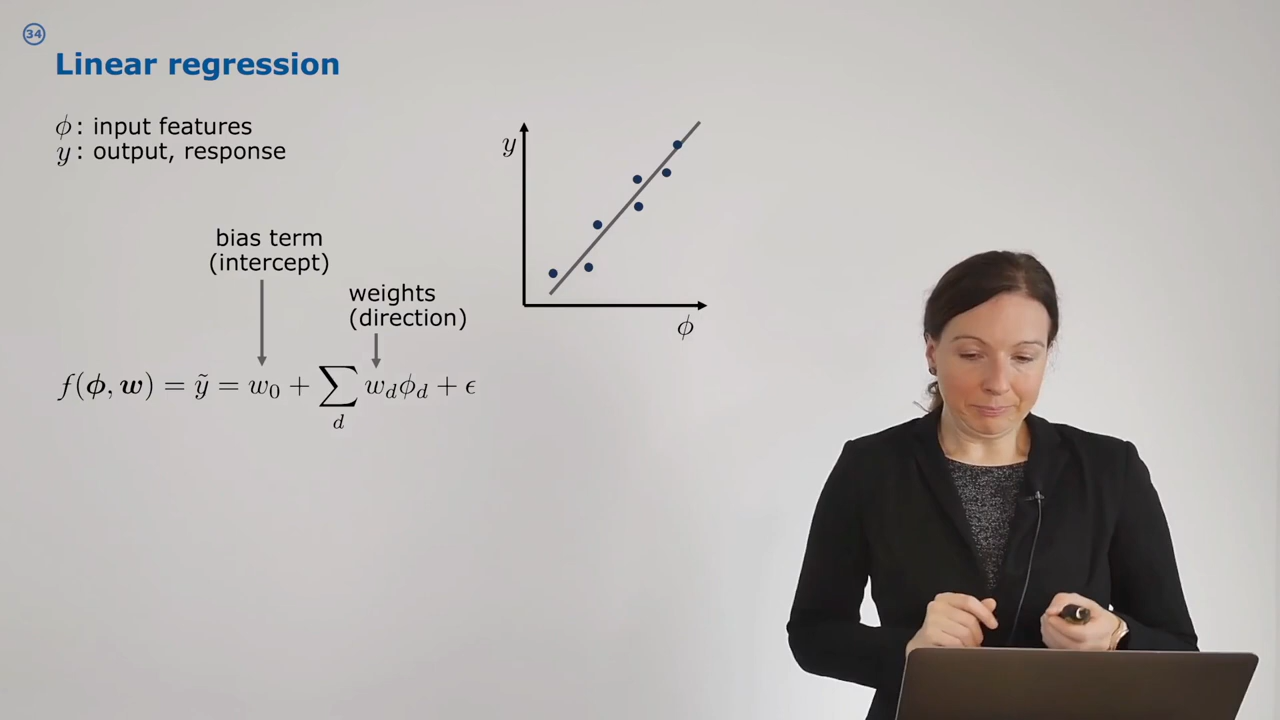 34
Linear regression
ϕ : input features
y : output, response
y
ϕ
bias term
(intercept)
weights
(direction)
f(ϕ, w) = ỹ = w₀ + ∑_d w_d ϕ_d + ϵ